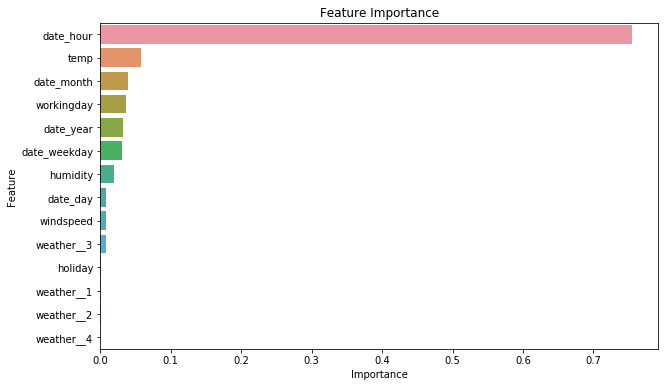 Feature Importance
date_hour
temp
date_month
workingday
date_year
date_weekday
humidity
date_day
windspeed
weather__3
holiday
weather__1
weather__2
weather__4
Feature
0.0 0.1 0.2 0.3 0.4 0.5 0.6 0.7
Importance